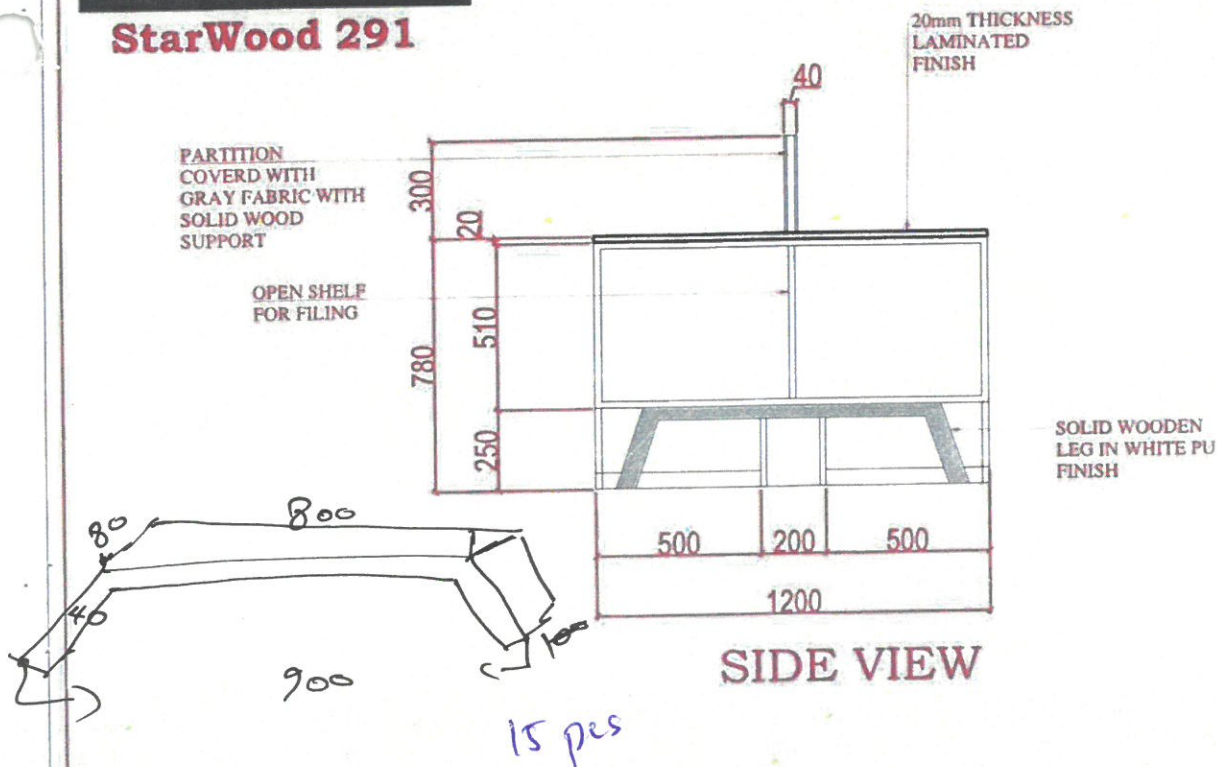 StarWood 291
20mm THICKNESS
LAMINATED
FINISH
40
PARTITION
COVERD WITH
GRAY FABRIC WITH
SOLID WOOD
SUPPORT
300
20
OPEN SHELF
FOR FILING
510
780
250
SOLID WOODEN
LEG IN WHITE PU
FINISH
500
200
500
1200
SIDE VIEW
80
800
40
100
900
15 pcs